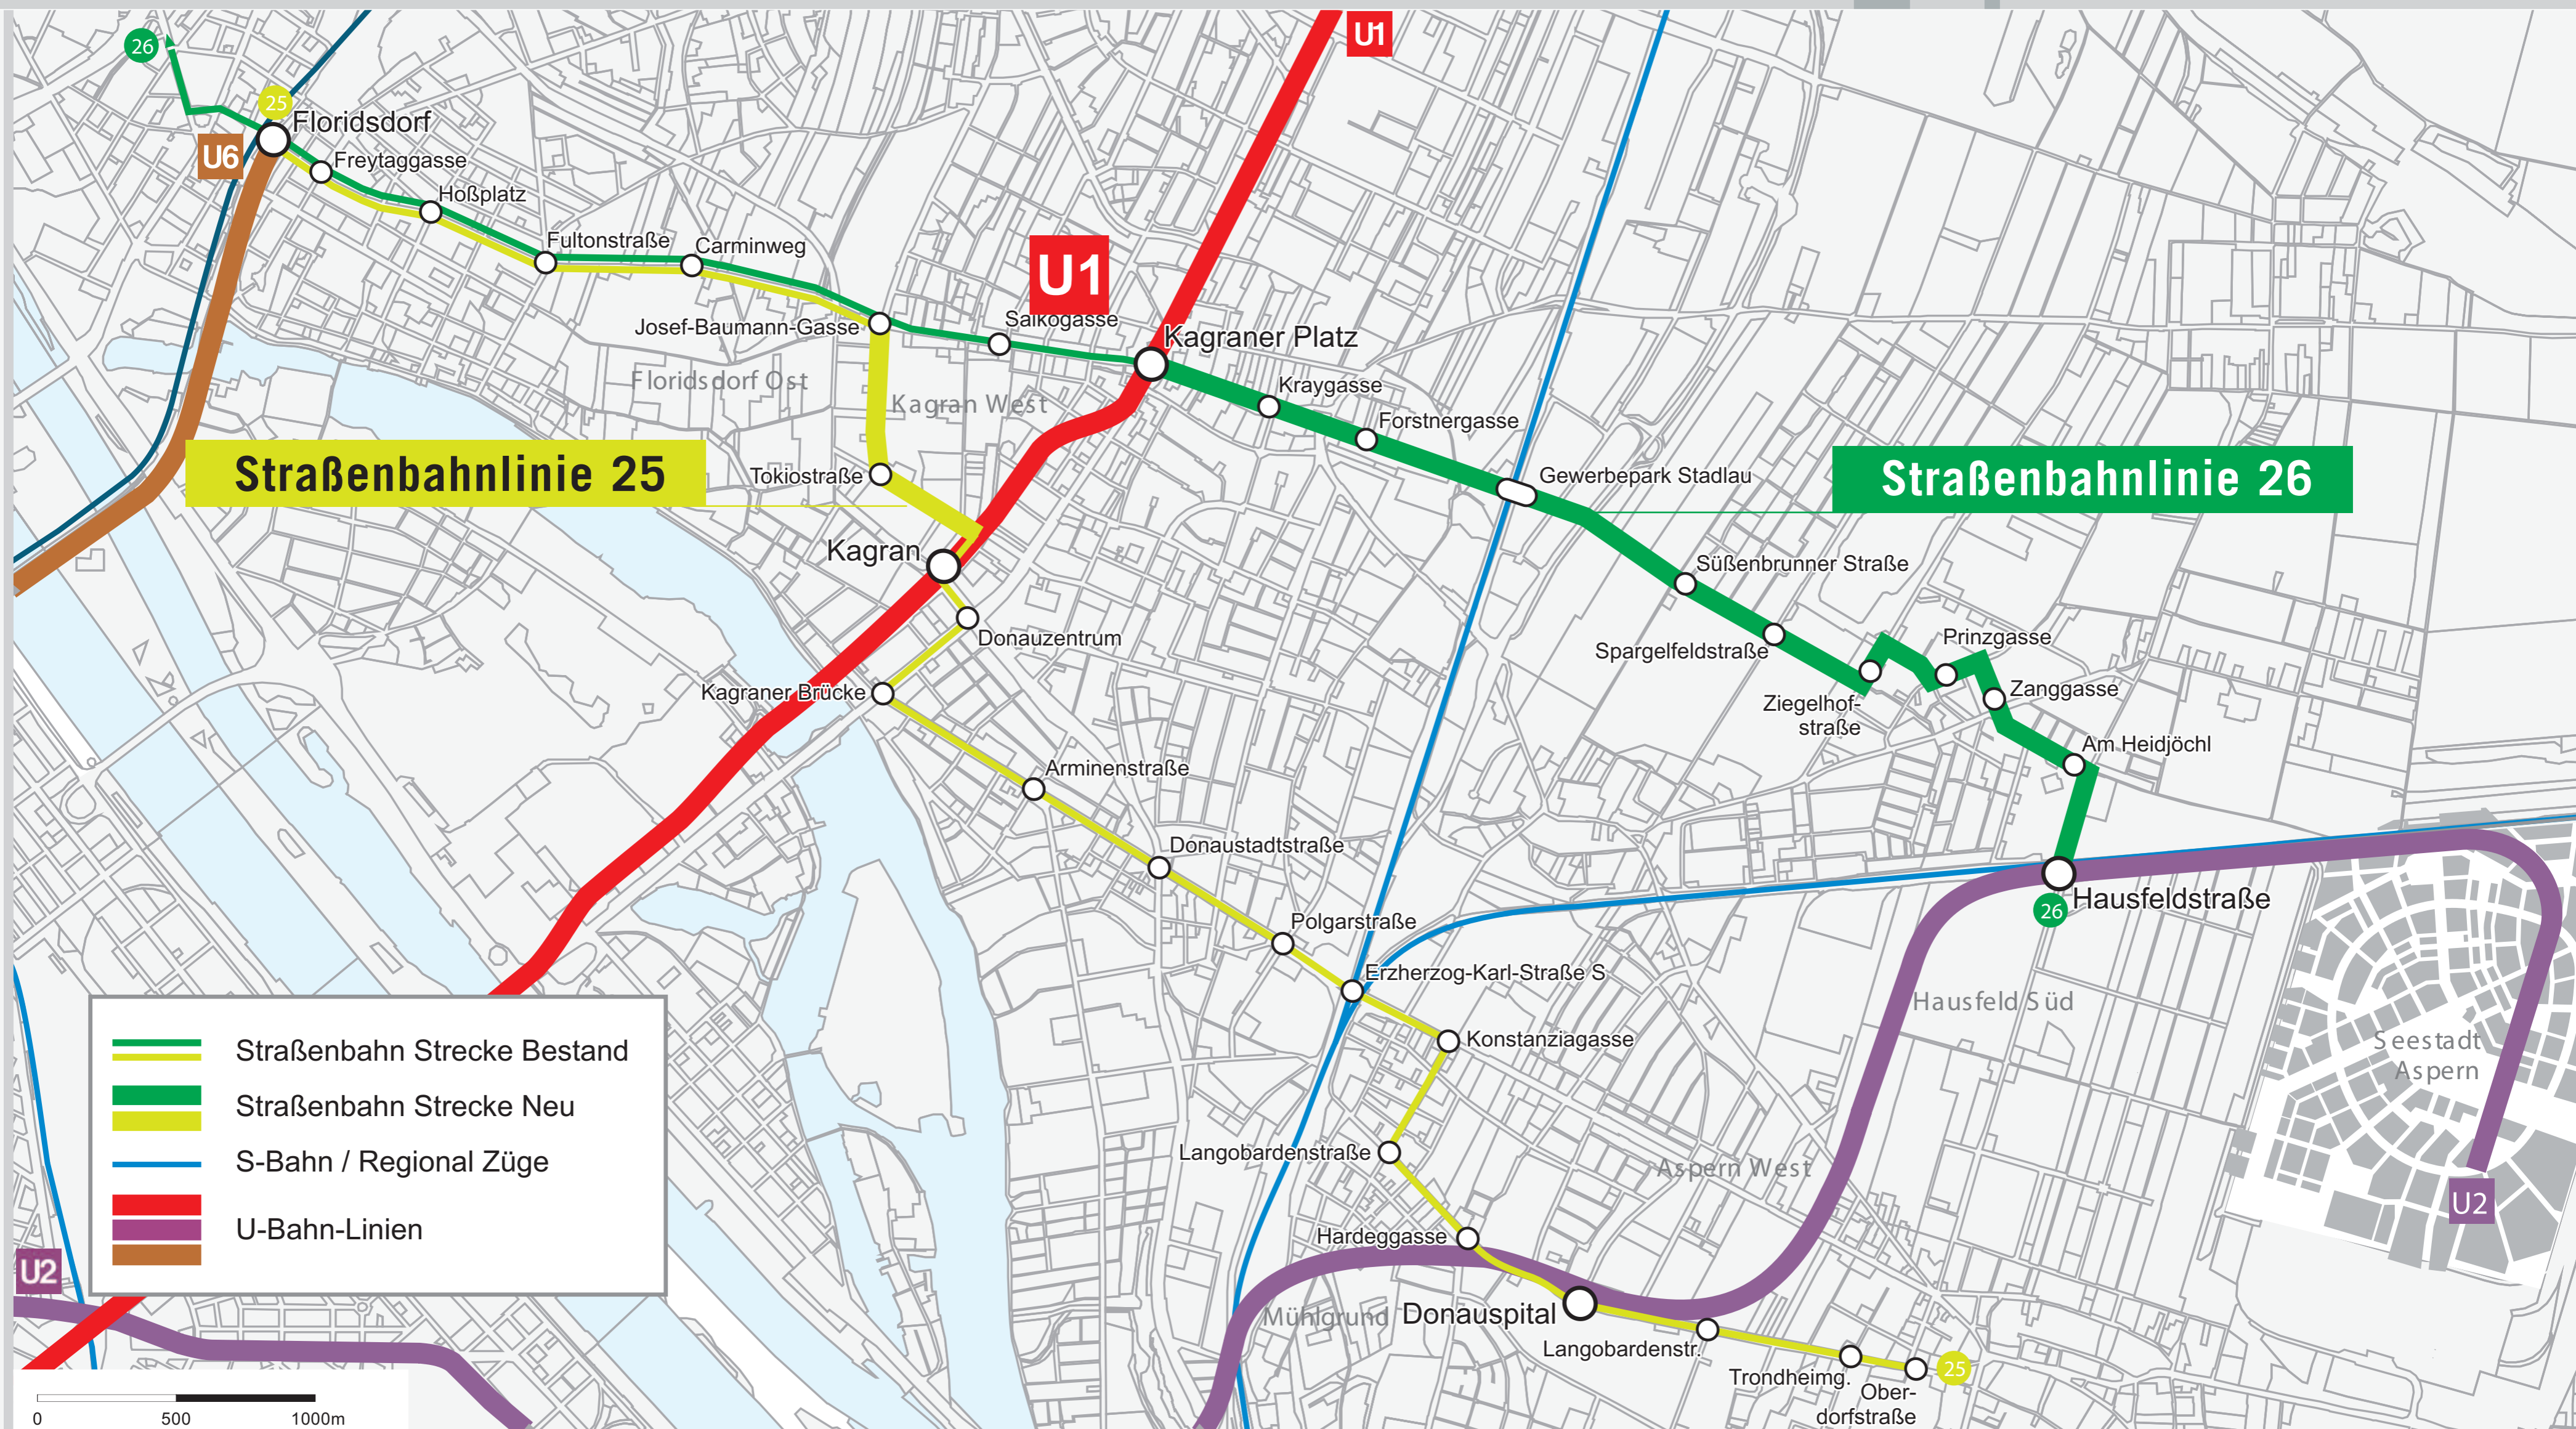 U1
26
25
Floridsdorf
U6
Freytaggasse
Hoßplatz
Fultonstraße
Carminweg
U1
Josef-Baumann-Gasse
Saikogasse
Kagraner Platz
Floridsdorf Ost
Kagran West
Kraygasse
Forstnergasse
Straßenbahnlinie 25
Tokiostraße
Gewerbepark Stadlau
Straßenbahnlinie 26
Kagran
Süßenbrunner Straße
Donauzentrum
Spargelfeldstraße
Prinzgasse
Kagraner Brücke
Ziegelhof-
straße
Zanggasse
Am Heidjöchl
Arminenstraße
Donaustadtstraße
Hausfeldstraße
26
Polgarstraße
Erzherzog-Karl-Straße S
Hausfeld Süd
Konstanziagasse
Seestadt
Aspern
Straßenbahn Strecke Bestand
Straßenbahn Strecke Neu
S-Bahn / Regional Züge
U-Bahn-Linien
Langobardenstraße
Aspern West
U2
Hardeggasse
U2
Mühlgrund
Donauspital
Langobardenstr.
Trondheimg.
25
Ober-
dorfstraße
0 500 1000m